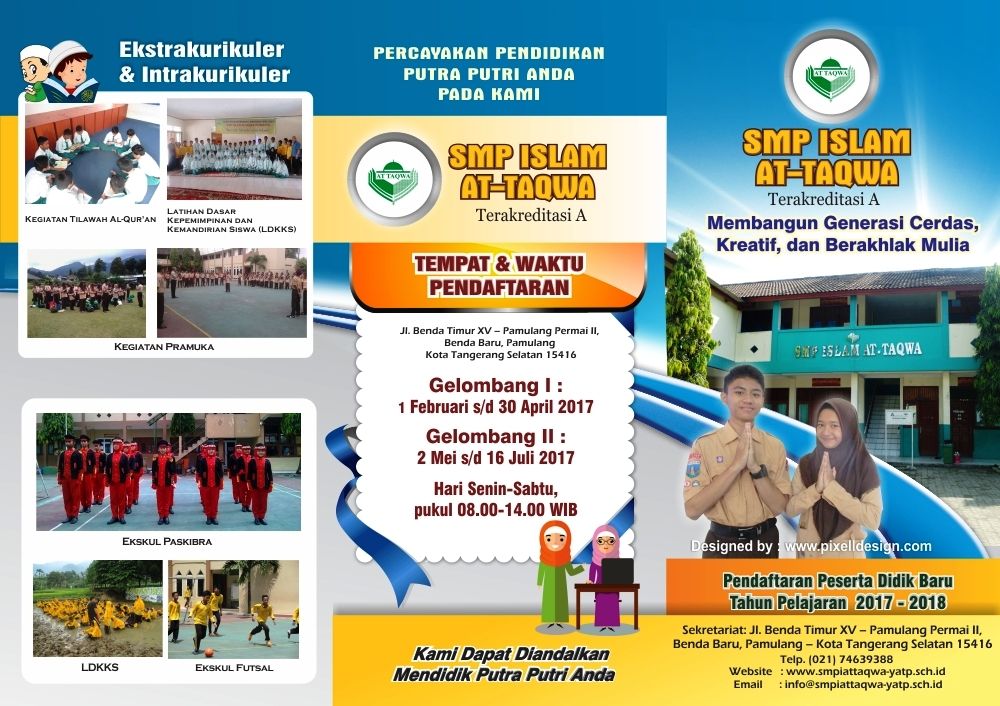 Ekstrakurikuler
& Intrakurikuler
KEGIATAN TILAWAH AL-QUR'AN
LATIHAN DASAR
KEPEMIMPINAN DAN
KEMANDIRIAN SISWA (LDKKS)
KEGIATAN PRAMUKA
EKSKUL PASKIBRA
LDKKS
EKSKUL FUTSAL
PERCAYAKAN PENDIDIKAN
PUTRA PUTRI ANDA
PADA KAMI
AT TAQWA
SMP ISLAM
AT-TAQWA
Terakreditasi A
TEMPAT & WAKTU
PENDAFTARAN
Jl. Benda Timur XV – Pamulang Permai II,
Benda Baru, Pamulang
Kota Tangerang Selatan 15416
Gelombang I :
1 Februari s/d 30 April 2017
Gelombang II :
2 Mei s/d 16 Juli 2017
Hari Senin-Sabtu,
pukul 08.00-14.00 WIB
Kami Dapat Diandalkan
Mendidik Putra Putri Anda
AT TAQWA
SMP ISLAM
AT-TAQWA
Terakreditasi A
Membangun Generasi Cerdas,
Kreatif, dan Berakhlak Mulia
SMP ISLAM AT-TAQWA
Designed by : www.pixelldesign.com
Pendaftaran Peserta Didik Baru
Tahun Pelajaran 2017 - 2018
Sekretariat: Jl. Benda Timur XV – Pamulang Permai II,
Benda Baru, Pamulang – Kota Tangerang Selatan 15416
Telp. (021) 74639388
Website : www.smpiattaqwa-yatp.sch.id
Email : info@smpiattaqwa-yatp.sch.id